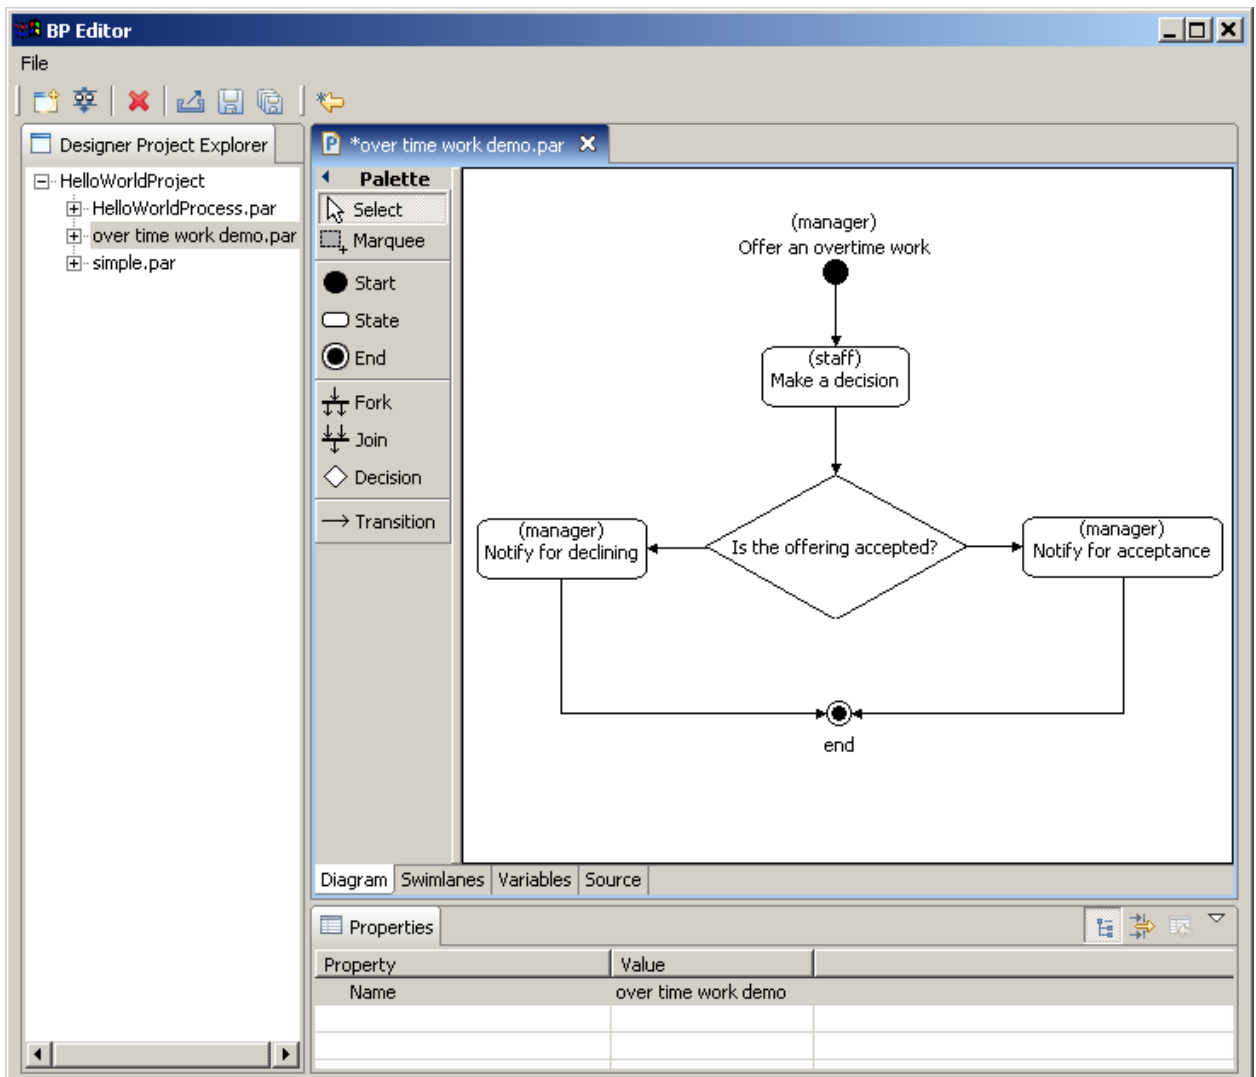 BP Editor
File
Designer Project Explorer
HelloWorldProject
HelloWorldProcess.par
over time work demo.par
simple.par
*over time work demo.par
Palette
Select
Marquee
Start
State
End
Fork
Join
Decision
Transition
(manager)
Offer an overtime work
(staff)
Make a decision
Is the offering accepted?
(manager)
Notify for declining
(manager)
Notify for acceptance
end
Diagram Swimlanes Variables Source
Properties
Property Value
Name over time work demo